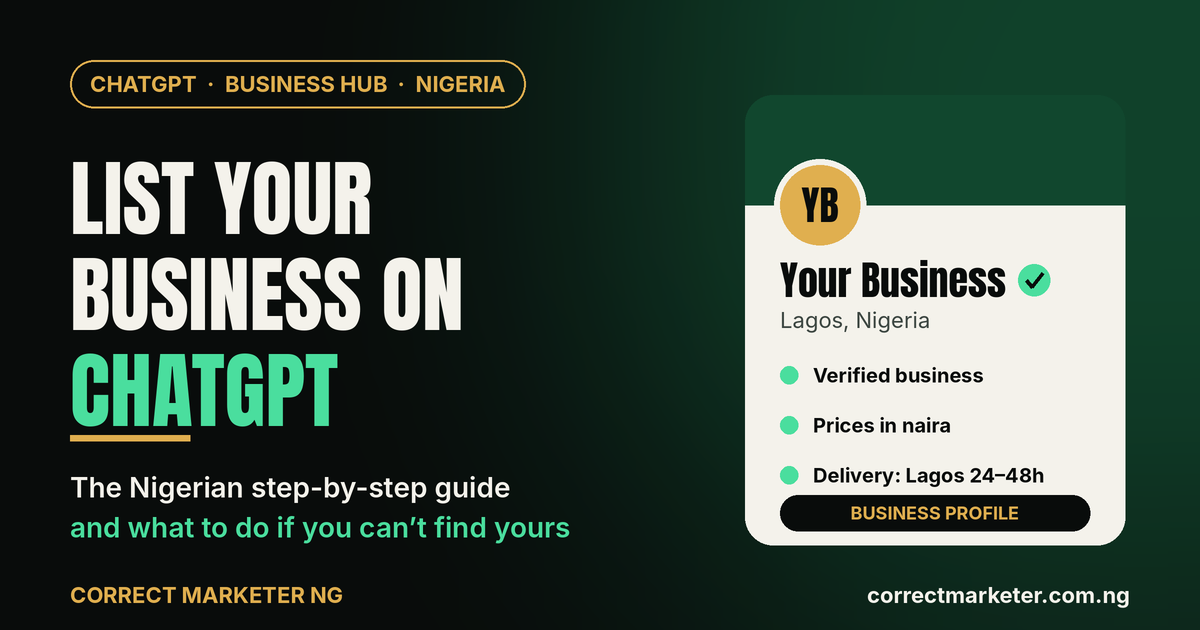 CHATGPT · BUSINESS HUB · NIGERIA
LIST YOUR
BUSINESS ON
CHATGPT
The Nigerian step-by-step guide
and what to do if you can’t find yours
CORRECT MARKETER NG
YB
Your Business
Lagos, Nigeria
Verified business
Prices in naira
Delivery: Lagos 24–48h
BUSINESS PROFILE
correctmarketer.com.ng